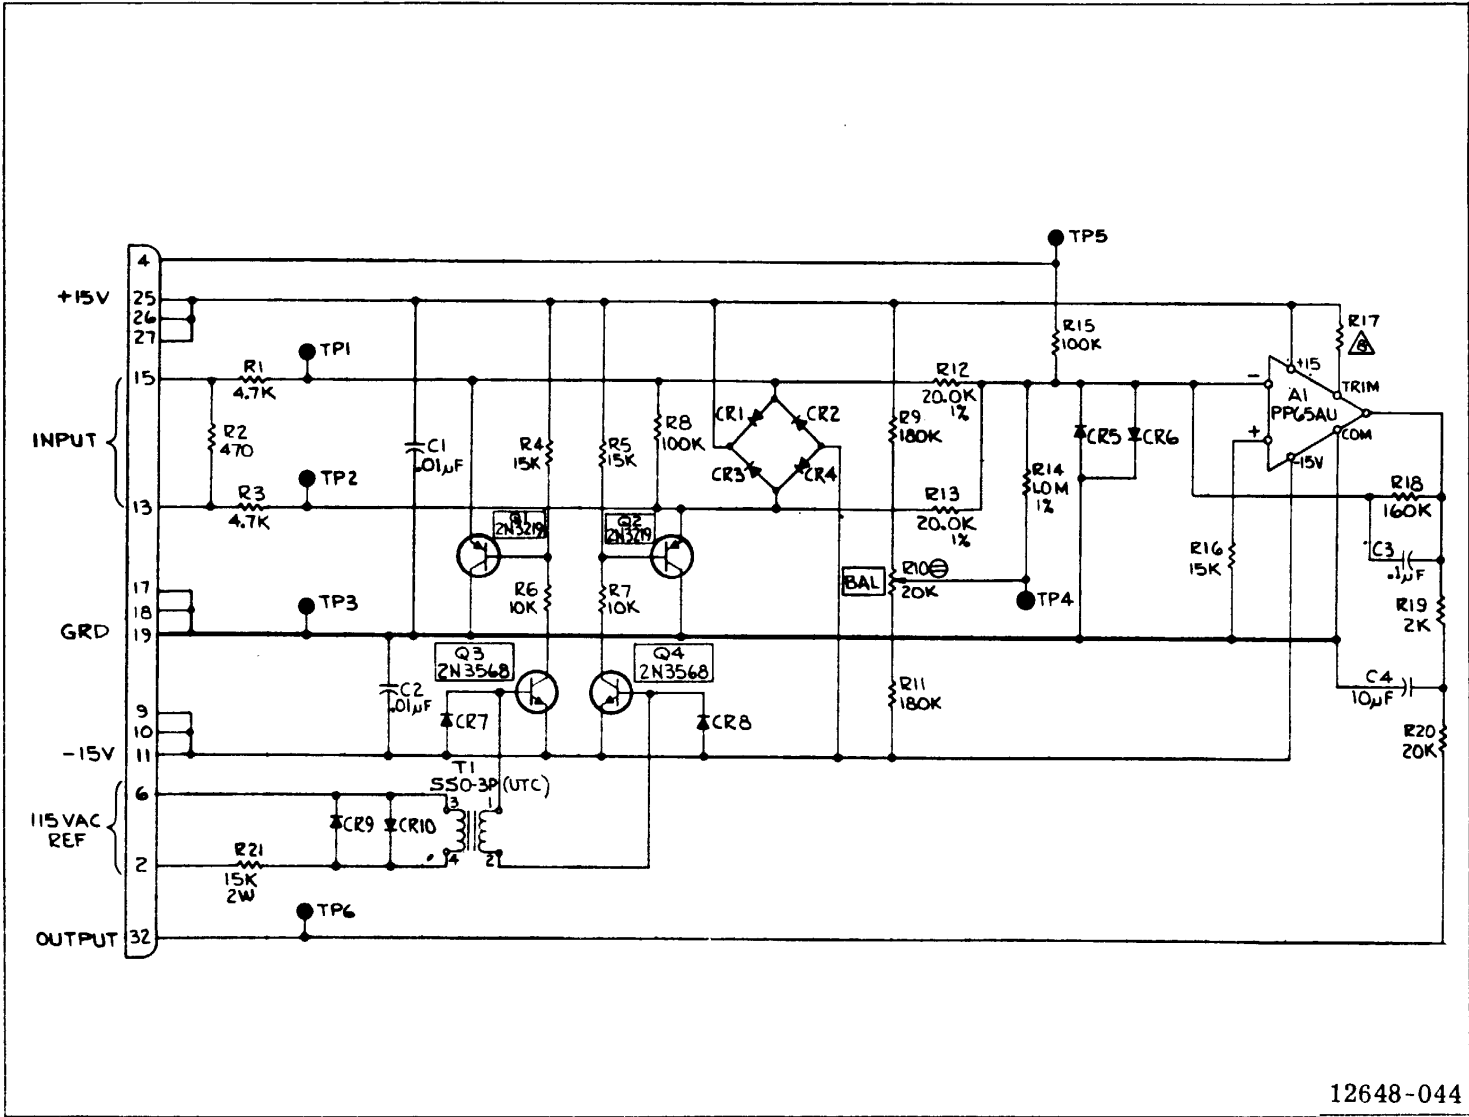 TP5
4
+15V 25
26
27
R17
8
R15
100K
TP1
15
R1
4.7K
R12
20.0K
1%
+15
TRIM
A1
PP65AU
COM
-15V
-
+
INPUT
R2
470
C1
.01µF
R4
15K
R5
15K
R8
100K
CR1
CR2
CR3
CR4
R9
180K
CR5
CR6
TP2
13
R3
4.7K
R14
1.0M
1%
R18
160K
R13
20.0K
1%
Q1
2N3219
Q2
2N3219
R16
15K
C3
.1µF
BAL
R10
20K
TP4
17
18
GRD 19
TP3
R6
10K
R7
10K
R19
2K
Q3
2N3568
Q4
2N3568
C2
.01µF
C4
10µF
R11
180K
9
10
-15V 11
CR7
CR8
R20
20K
T1
SSO-3P (UTC)
6
3
1
115VAC
REF
CR9
CR10
4
2
2
R21
15K
2W
TP6
OUTPUT 32
12648-044